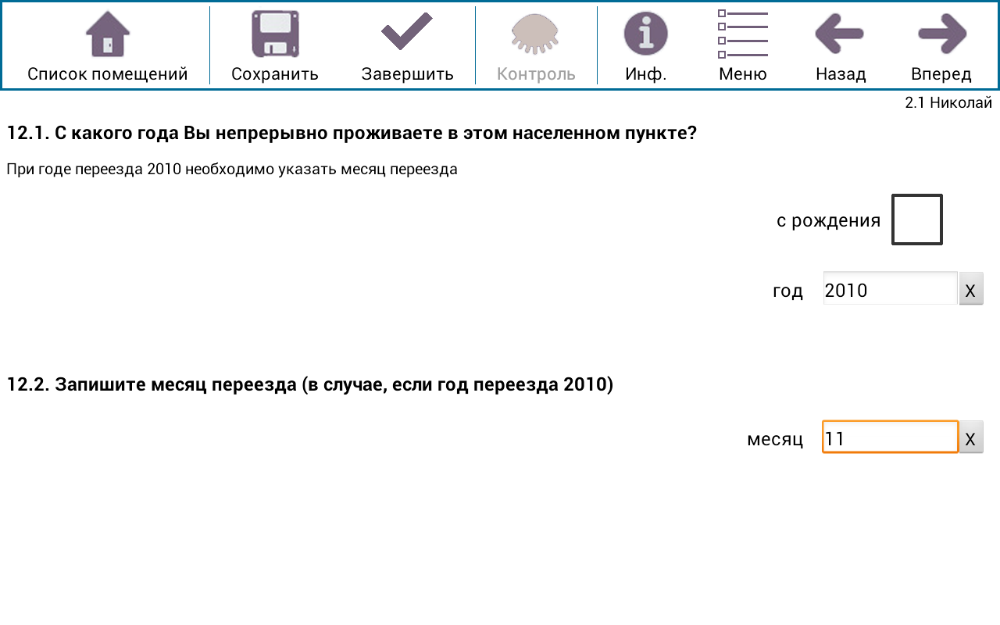 Список помещений
Сохранить
Завершить
Контроль
Инф.
Меню
Назад
Вперед
2.1 Николай
12.1. С какого года Вы непрерывно проживаете в этом населенном пункте?
При годе переезда 2010 необходимо указать месяц переезда
с рождения
год 2010 X
12.2. Запишите месяц переезда (в случае, если год переезда 2010)
месяц 11 X